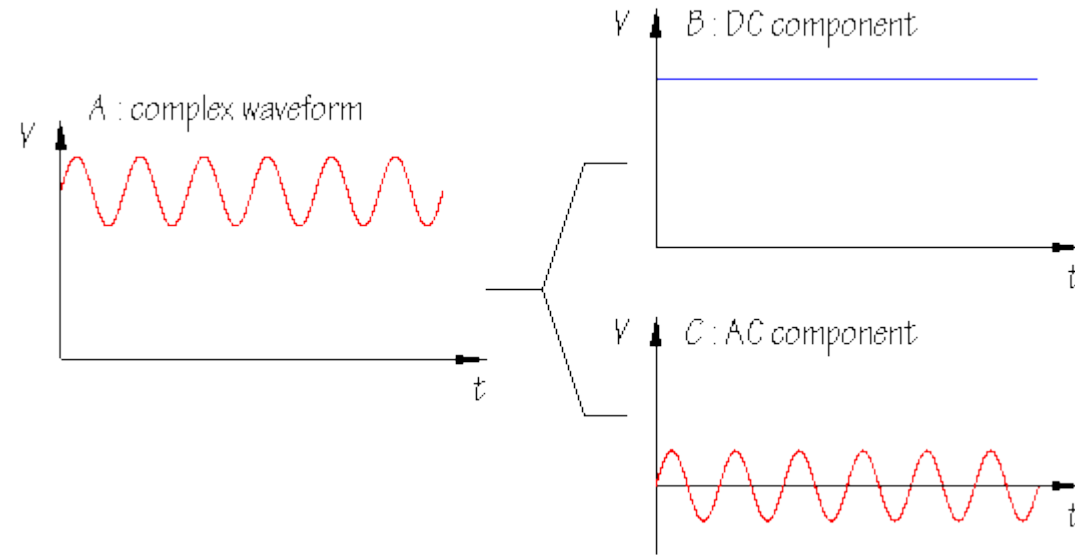 A : complex waveform
V
t
V
B : DC component
t
V
C : AC component
t